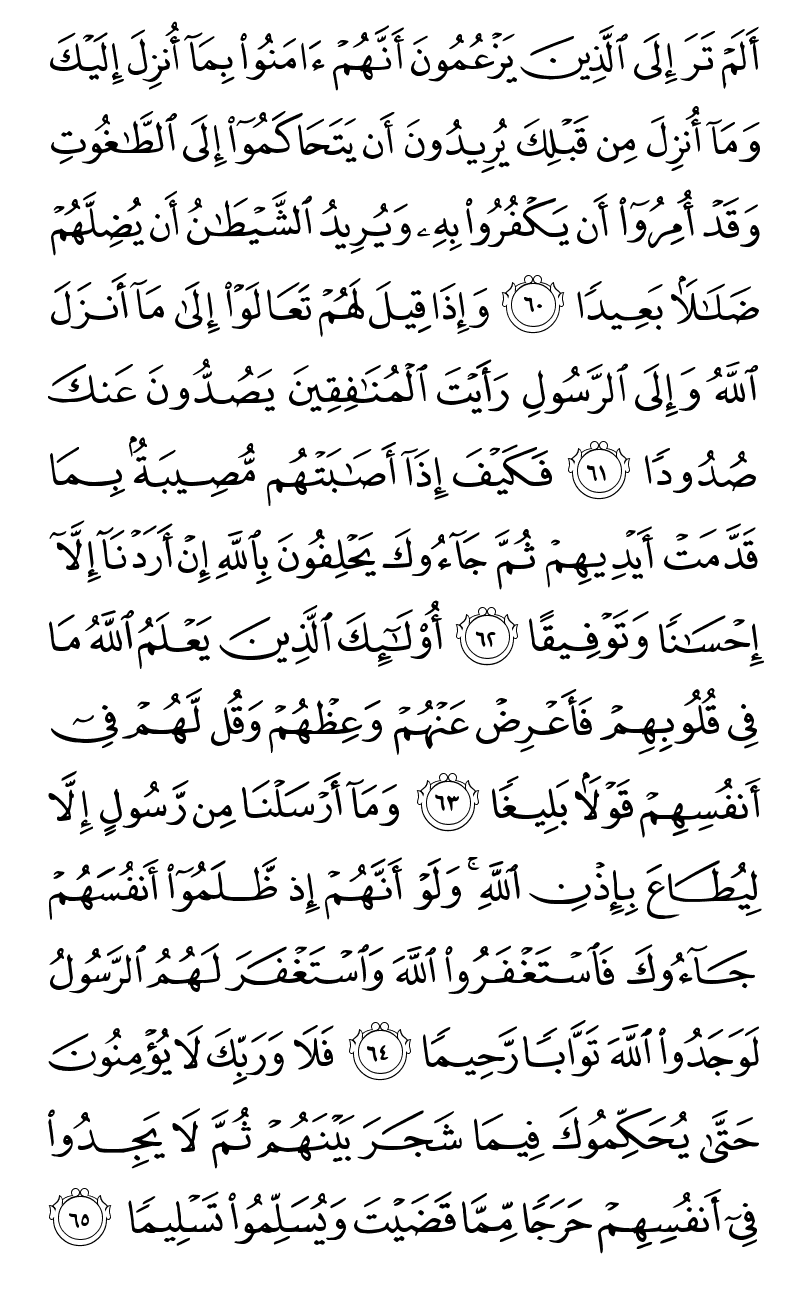 أَلَمۡ تَرَ إِلَى ٱلَّذِينَ يَزۡعُمُونَ أَنَّهُمۡ ءَامَنُواْ بِمَآ أُنزِلَ إِلَيۡكَ
وَمَآ أُنزِلَ مِن قَبۡلِكَ يُرِيدُونَ أَن يَتَحَاكَمُوٓاْ إِلَى ٱلطَّٰغُوتِ
وَقَدۡ أُمِرُوٓاْ أَن يَكۡفُرُواْ بِهِۦ وَيُرِيدُ ٱلشَّيۡطَٰنُ أَن يُضِلَّهُمۡ
ضَلَٰلَۢا بَعِيدٗا ٦٠ وَإِذَا قِيلَ لَهُمۡ تَعَالَوۡاْ إِلَىٰ مَآ أَنزَلَ
ٱللَّهُ وَإِلَى ٱلرَّسُولِ رَأَيۡتَ ٱلۡمُنَٰفِقِينَ يَصُدُّونَ عَنكَ
صُدُودٗا ٦١ فَكَيۡفَ إِذَآ أَصَٰبَتۡهُم مُّصِيبَةُۢ بِمَا
قَدَّمَتۡ أَيۡدِيهِمۡ ثُمَّ جَآءُوكَ يَحۡلِفُونَ بِٱللَّهِ إِنۡ أَرَدۡنَآ إِلَّآ
إِحۡسَٰنٗا وَتَوۡفِيقًا ٦٢ أُوْلَٰٓئِكَ ٱلَّذِينَ يَعۡلَمُ ٱللَّهُ مَا
فِي قُلُوبِهِمۡ فَأَعۡرِضۡ عَنۡهُمۡ وَعِظۡهُمۡ وَقُل لَّهُمۡ فِيٓ
أَنفُسِهِمۡ قَوۡلَۢا بَلِيغٗا ٦٣ وَمَآ أَرۡسَلۡنَا مِن رَّسُولٍ إِلَّا
لِيُطَاعَ بِإِذۡنِ ٱللَّهِۚ وَلَوۡ أَنَّهُمۡ إِذ ظَّلَمُوٓاْ أَنفُسَهُمۡ
جَآءُوكَ فَٱسۡتَغۡفَرُواْ ٱللَّهَ وَٱسۡتَغۡفَرَ لَهُمُ ٱلرَّسُولُ
لَوَجَدُواْ ٱللَّهَ تَوَّابٗا رَّحِيمٗا ٦٤ فَلَا وَرَبِّكَ لَا يُؤۡمِنُونَ
حَتَّىٰ يُحَكِّمُوكَ فِيمَا شَجَرَ بَيۡنَهُمۡ ثُمَّ لَا يَجِدُواْ
فِيٓ أَنفُسِهِمۡ حَرَجٗا مِّمَّا قَضَيۡتَ وَيُسَلِّمُواْ تَسۡلِيمٗا ٦٥